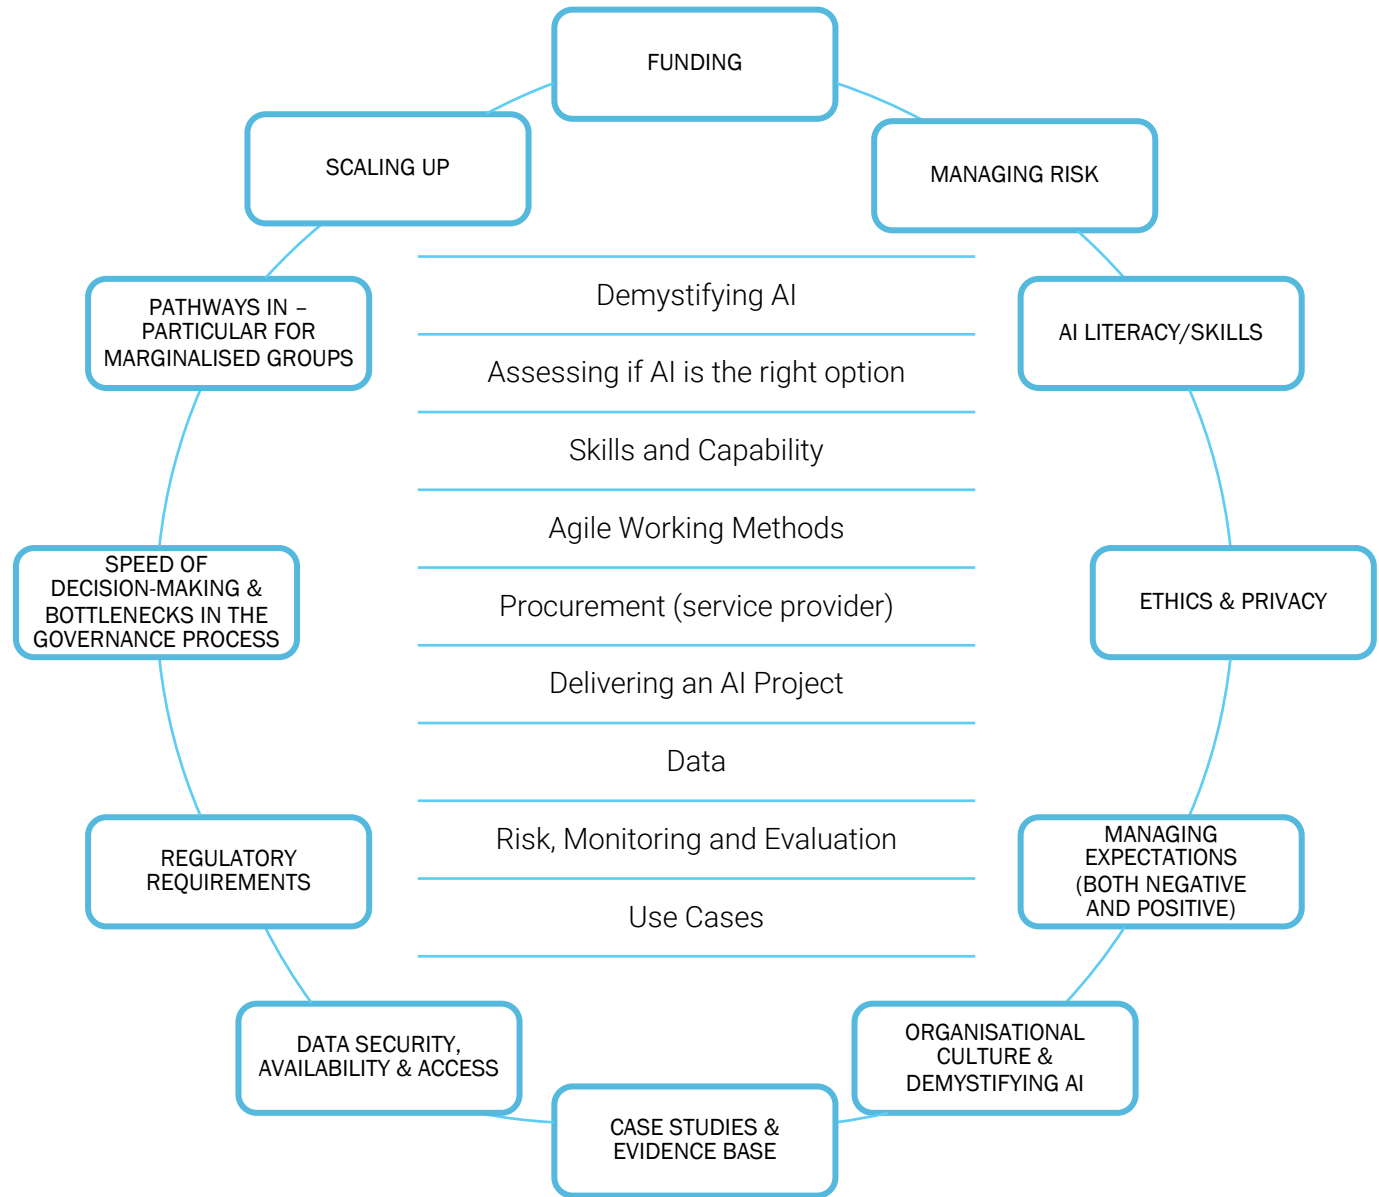 FUNDING
MANAGING RISK
AI LITERACY/SKILLS
ETHICS & PRIVACY
MANAGING
EXPECTATIONS
(BOTH NEGATIVE
AND POSITIVE)
ORGANISATIONAL
CULTURE &
DEMYSTIFYING AI
CASE STUDIES &
EVIDENCE BASE
DATA SECURITY,
AVAILABILITY & ACCESS
REGULATORY
REQUIREMENTS
SPEED OF
DECISION-MAKING &
BOTTLENECKS IN THE
GOVERNANCE PROCESS
PATHWAYS IN –
PARTICULAR FOR
MARGINALISED GROUPS
SCALING UP
Demystifying AI
Assessing if AI is the right option
Skills and Capability
Agile Working Methods
Procurement (service provider)
Delivering an AI Project
Data
Risk, Monitoring and Evaluation
Use Cases